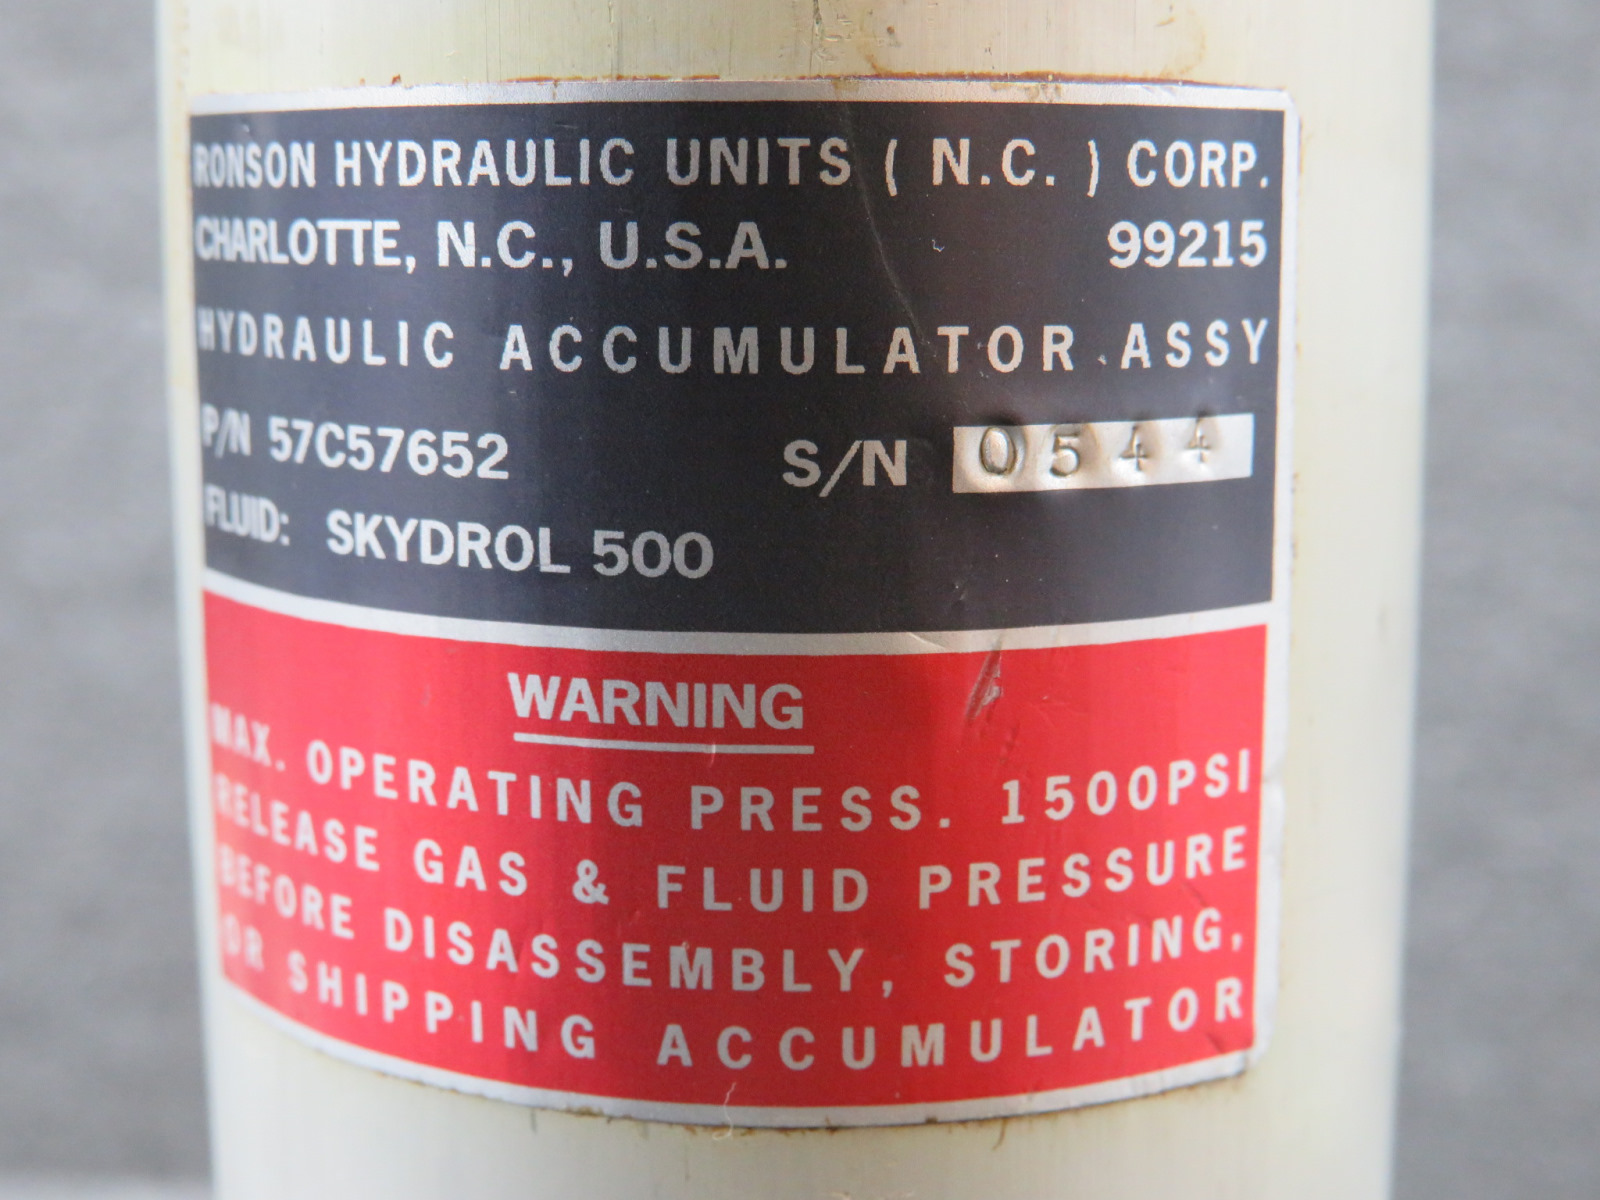 RONSON HYDRAULIC UNITS ( N.C. ) CORP.
CHARLOTTE, N.C., U.S.A. 99215
HYDRAULIC ACCUMULATOR ASSY
P/N 57C57652 S/N 0544
FLUID: SKYDROL 500
WARNING
MAX. OPERATING PRESS. 1500PSI
RELEASE GAS & FLUID PRESSURE
BEFORE DISASSEMBLY, STORING,
OR SHIPPING ACCUMULATOR